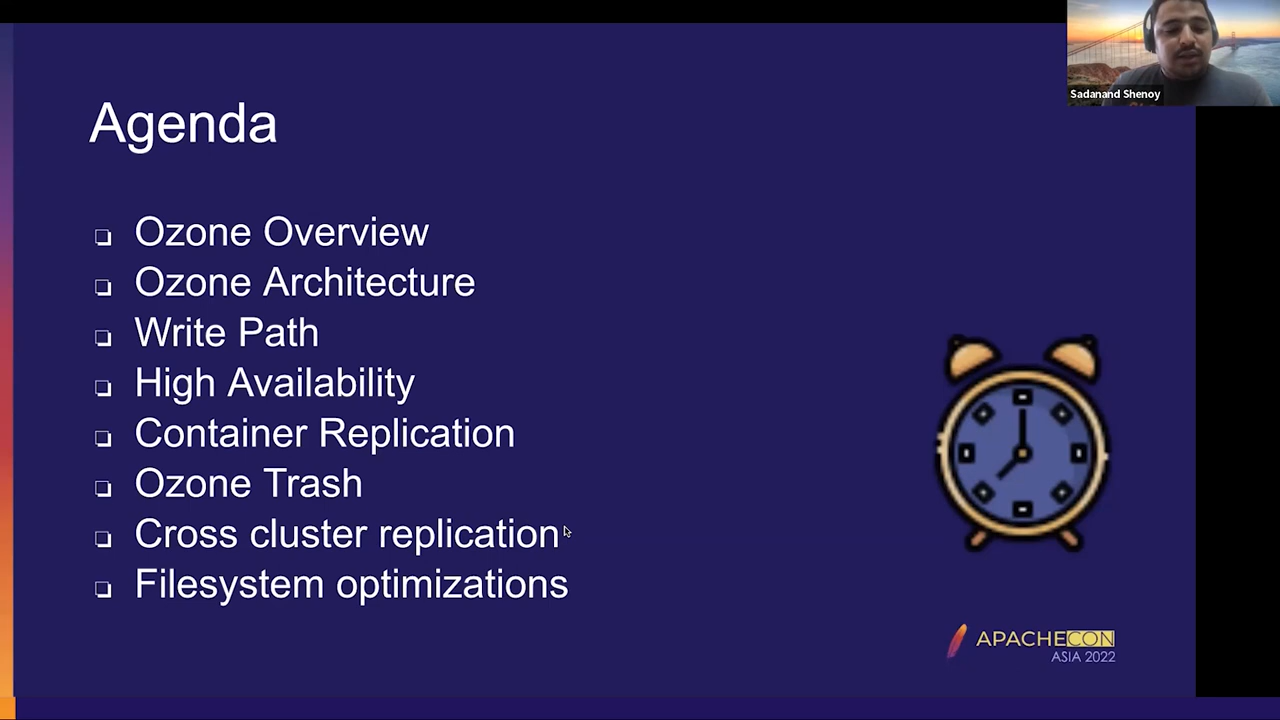 Sadanand Shenoy
Agenda
Ozone Overview
Ozone Architecture
Write Path
High Availability
Container Replication
Ozone Trash
Cross cluster replication
Filesystem optimizations
APACHECON
ASIA 2022